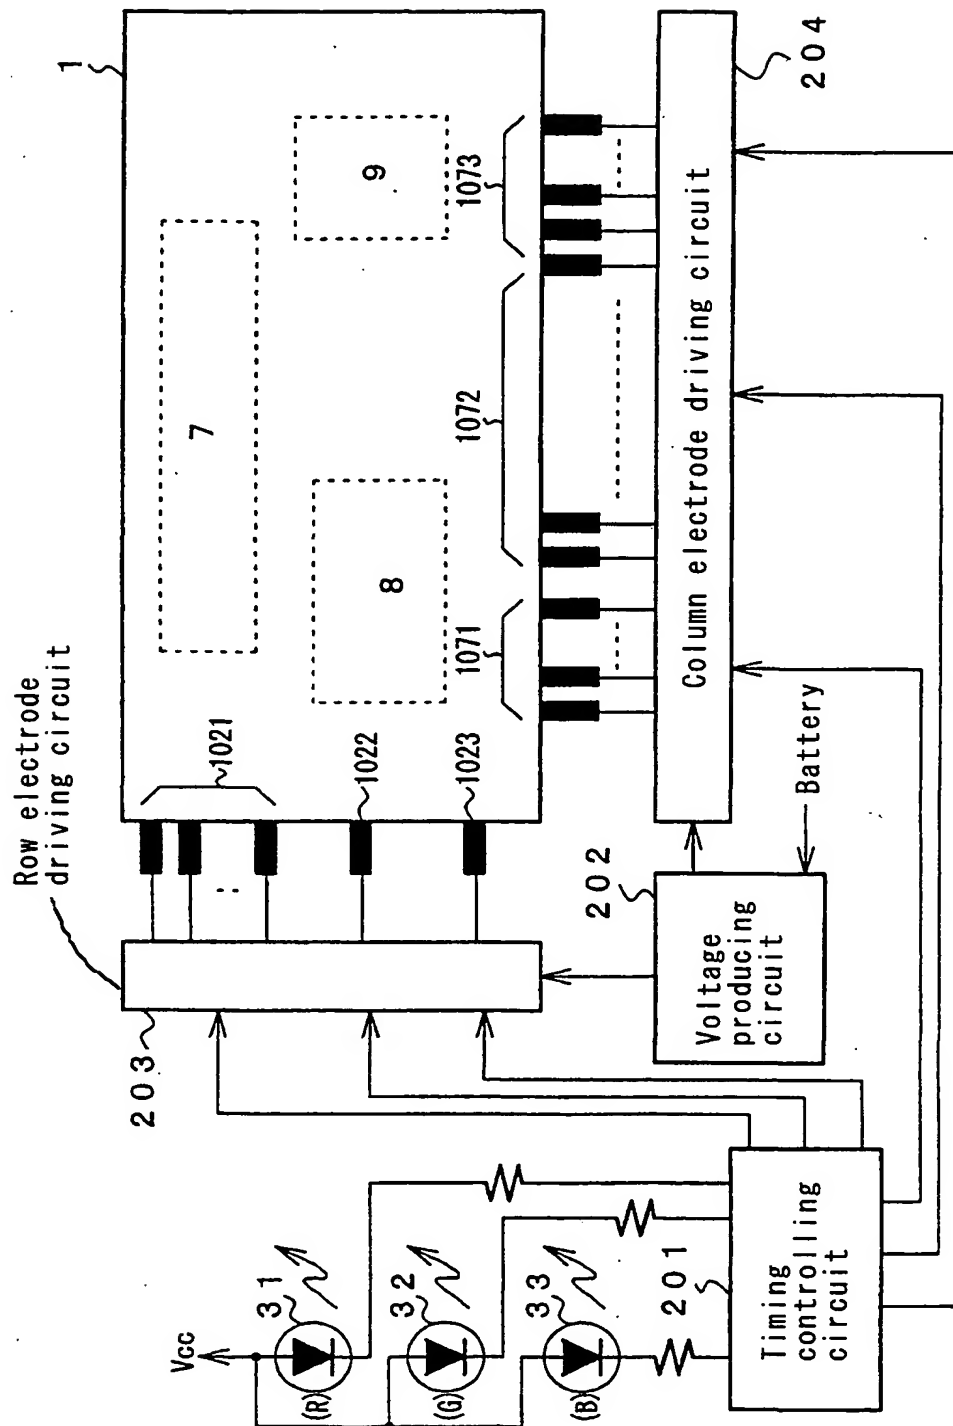 Row electrode
driving circuit
1
7
8
9
1021
1022
1023
1071
1072
1073
203
202
204
Column electrode driving circuit
Voltage
producing
circuit
Battery
Vcc
(R)
31
(G)
32
(B)
33
201
Timing
controlling
circuit